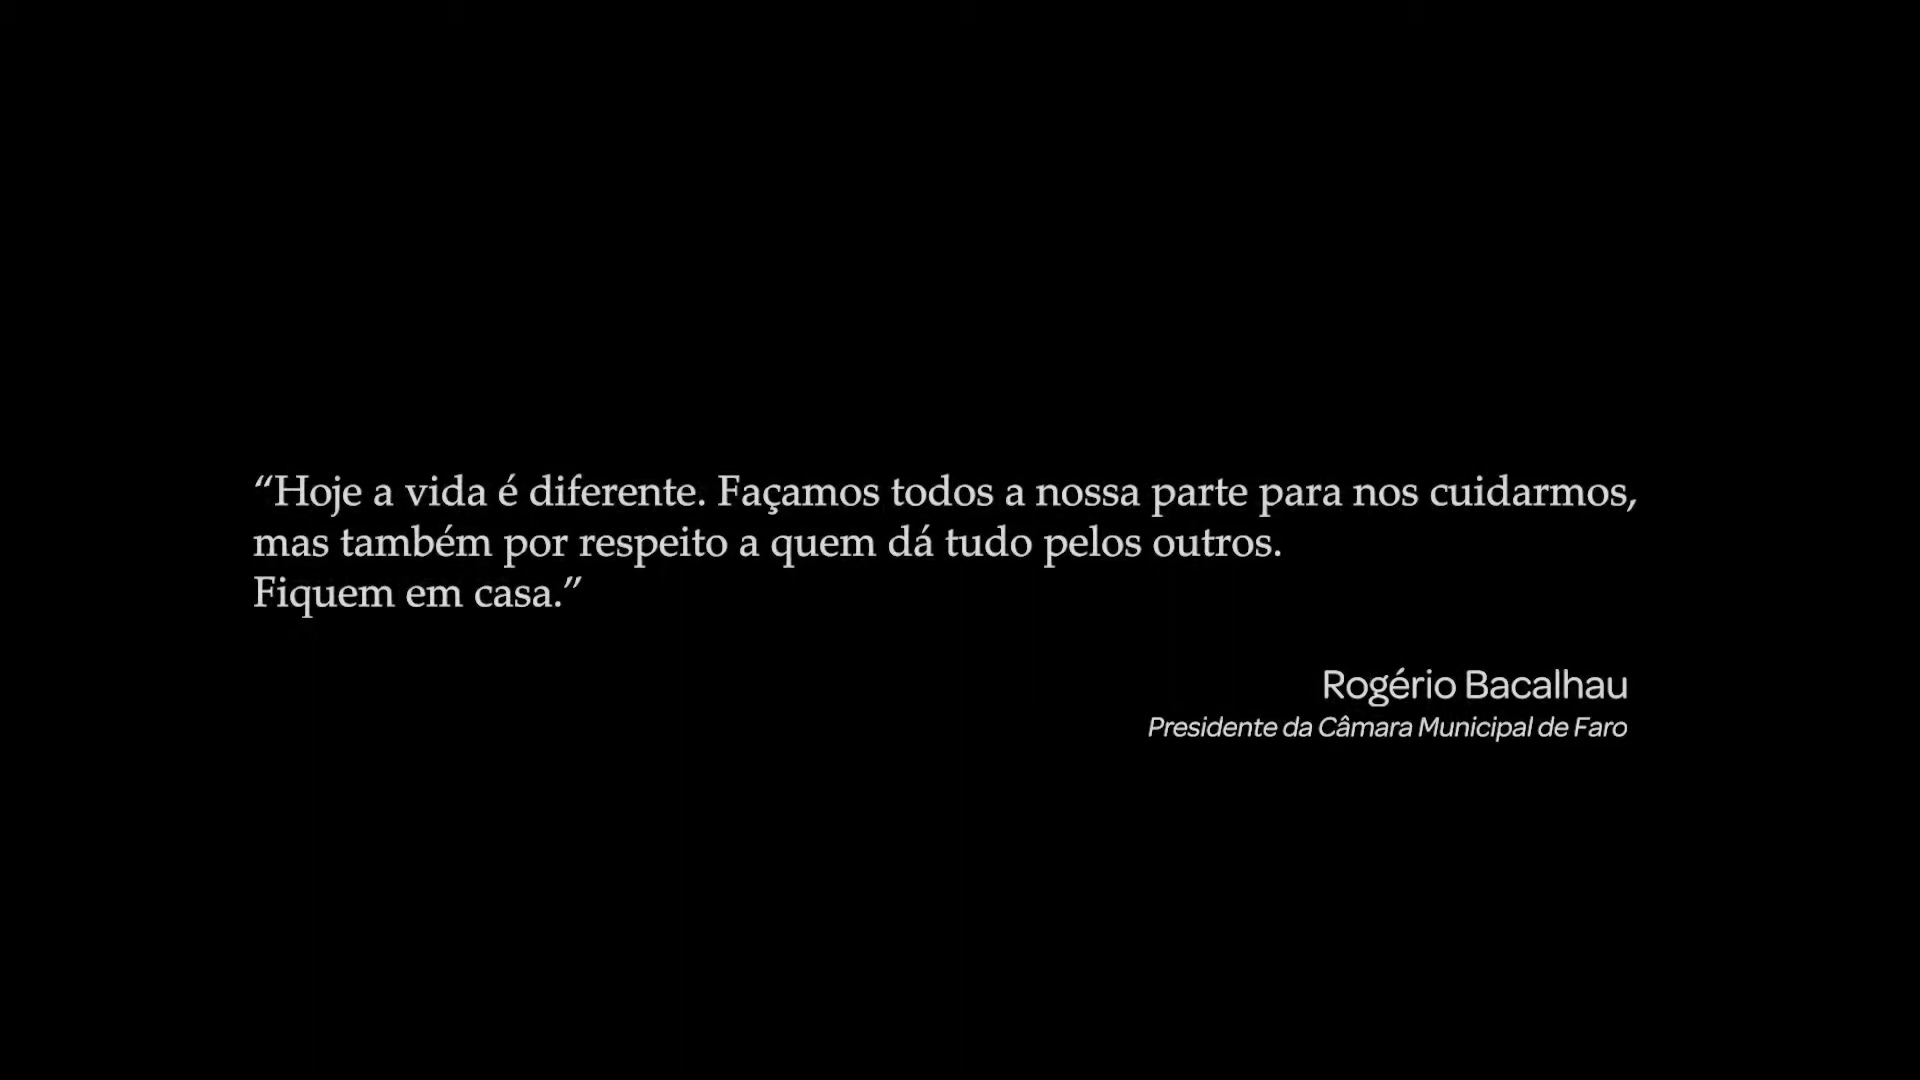 “Hoje a vida é diferente. Façamos todos a nossa parte para nos cuidarmos,
mas também por respeito a quem dá tudo pelos outros.
Fiquem em casa.”
Rogério Bacalhau
Presidente da Câmara Municipal de Faro